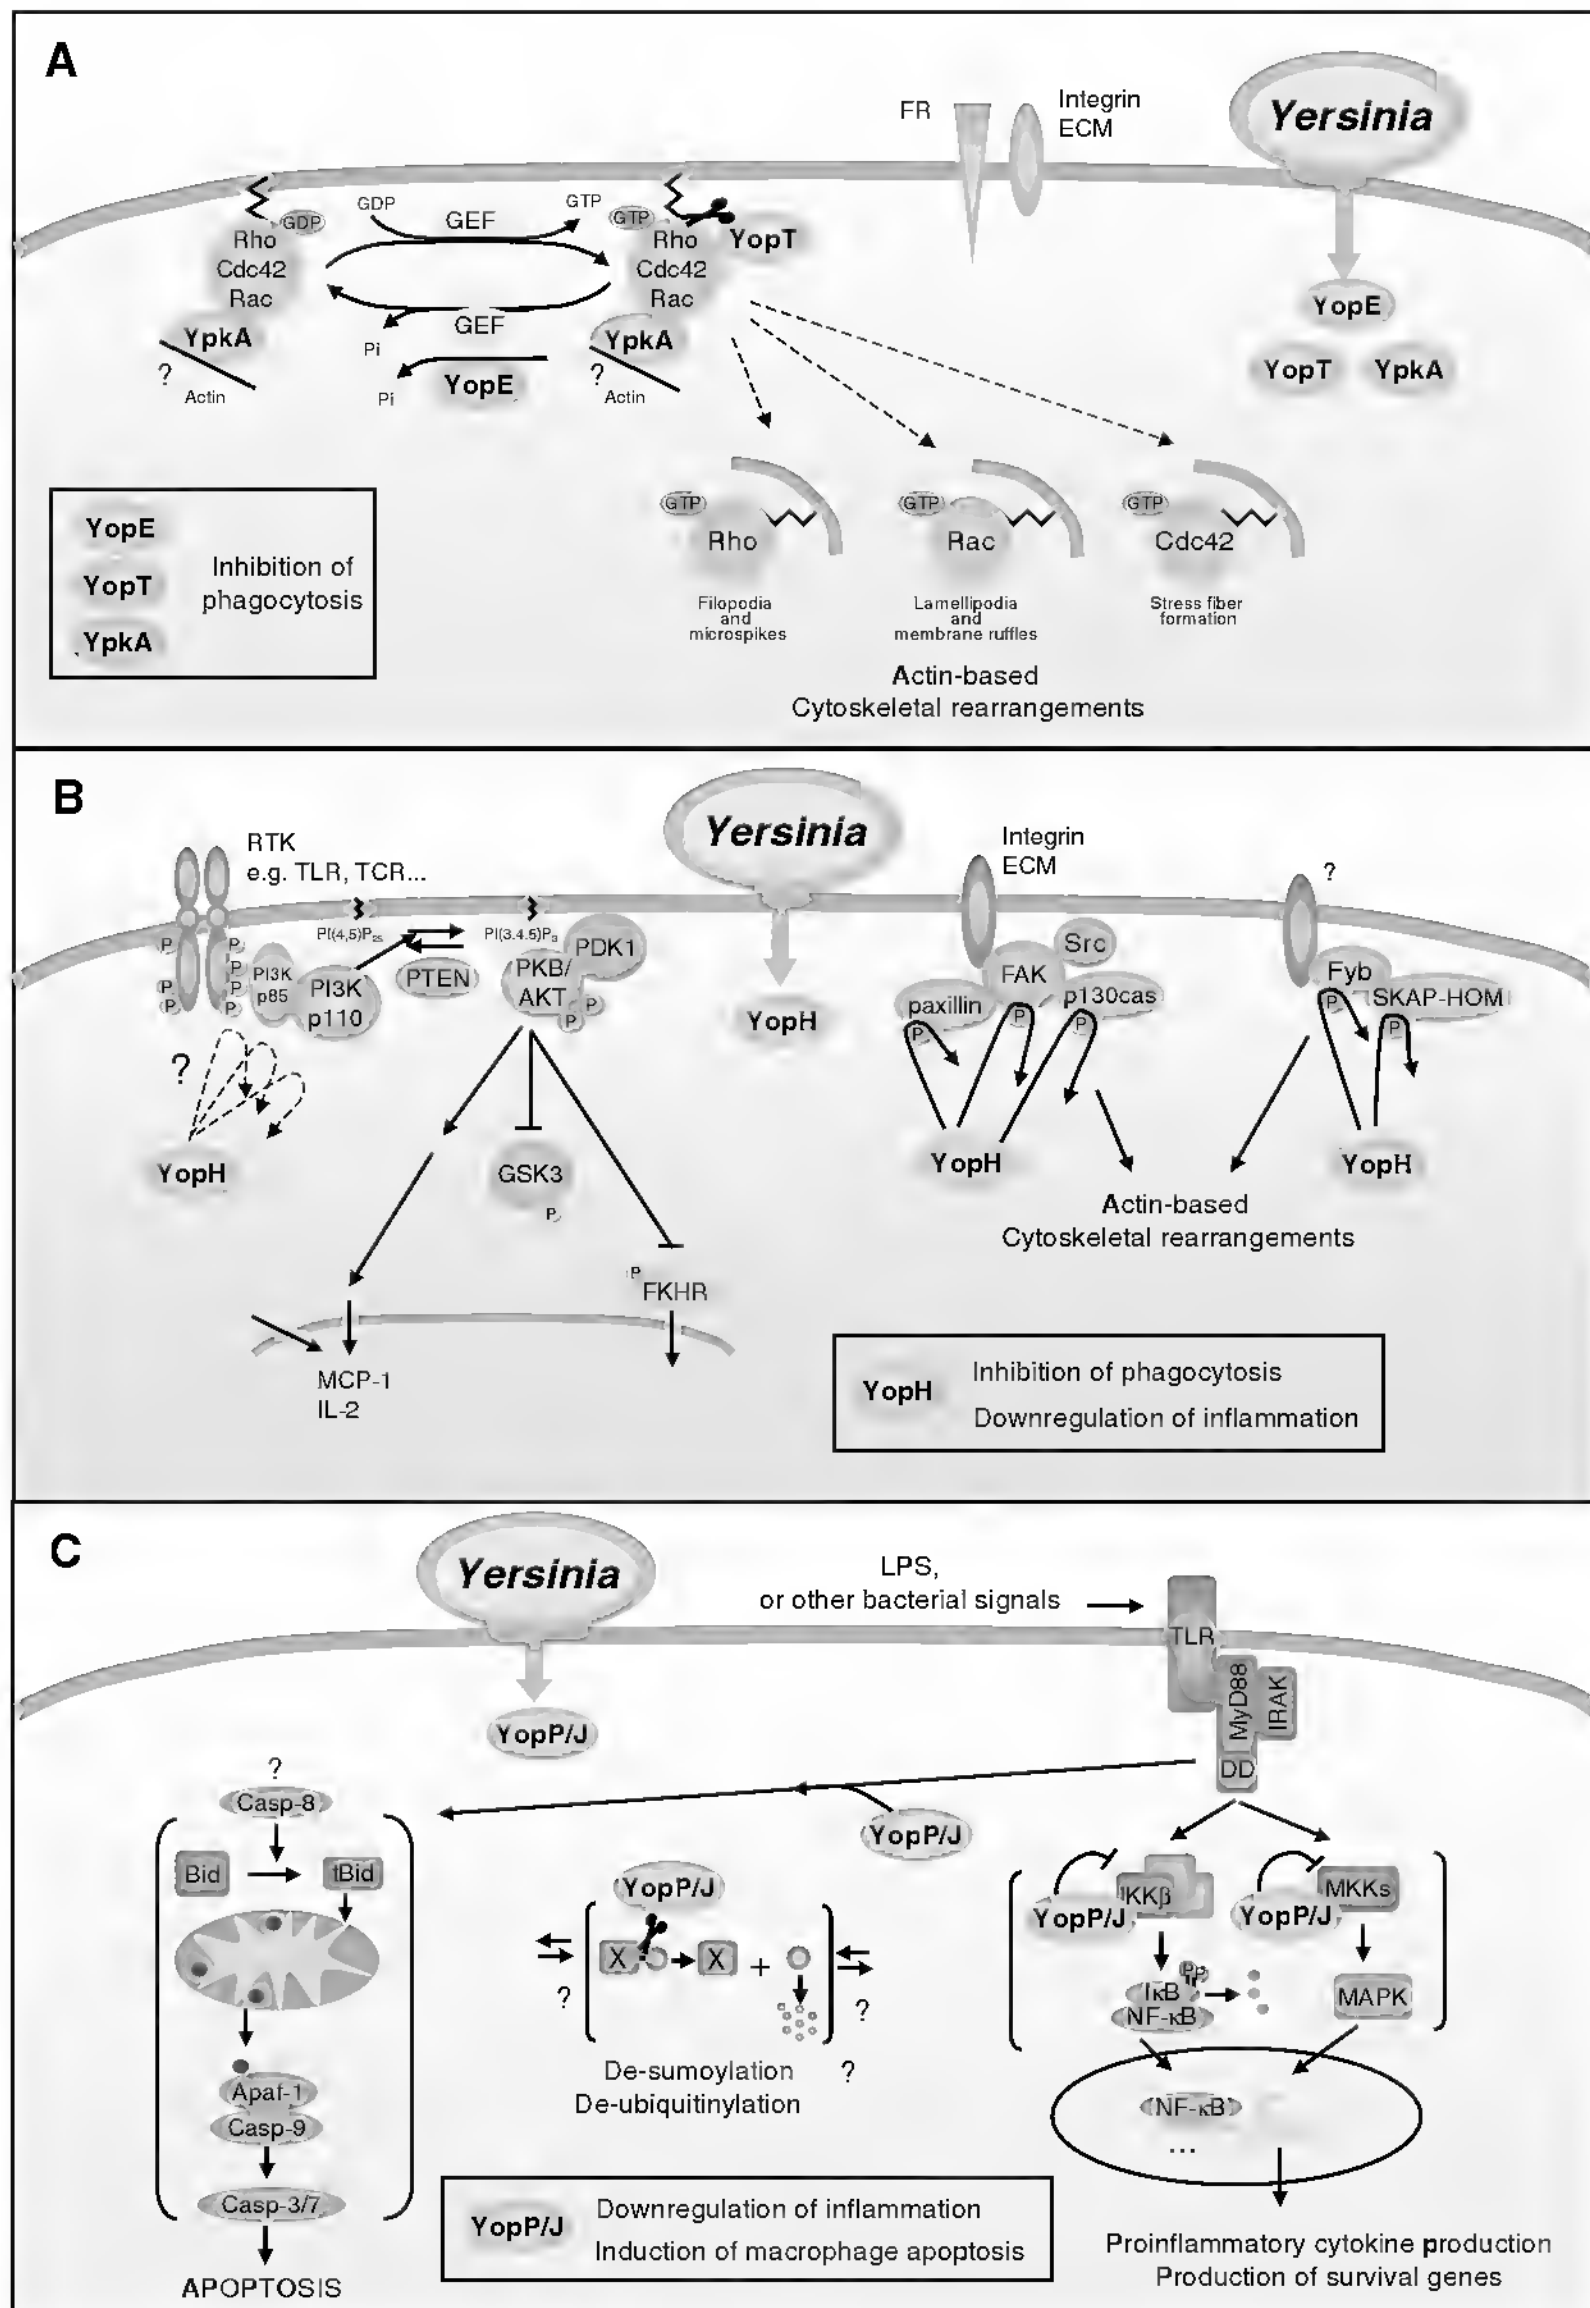 A
FR
Integrin
ECM
Yersinia
GDP
GEF
GTP
GDP
Rho
Cdc42
Rac
YpkA
?
Actin
GTP
Rho
Cdc42
Rac
YopT
GEF
Pi
YopE
Pi
YpkA
?
Actin
YopE
YopT
YpkA
YopE
YopT
YpkA
Inhibition of
phagocytosis
GTP
Rho
Filopodia
and
microspikes
GTP
Rac
Lamellipodia
and
membrane ruffles
GTP
Cdc42
Stress fiber
formation
Actin-based
Cytoskeletal rearrangements
B
RTK
e.g. TLR, TCR...
Yersinia
Integrin
ECM
?
P
P
P
P
P
P
P
PI3K
p85
PI3K
p110
PI(4,5)P
PTEN
PI(3.4.5)P3
PDK1
PKB/
AKT
P
P
YopH
?
YopH
GSK3
P
P
FKHR
MCP-1
IL-2
Src
FAK
paxillin
p130cas
P
P
P
YopH
Fyb
SKAP-HOM
P
P
YopH
Actin-based
Cytoskeletal rearrangements
YopH
Inhibition of phagocytosis
Downregulation of inflammation
C
Yersinia
LPS,
or other bacterial signals
TLR
MyD88
IRAK
DD
YopP/J
?
Casp-8
Bid
tBid
Apaf-1
Casp-9
Casp-3/7
APOPTOSIS
YopP/J
YopP/J
X
X
+
?
?
De-sumoylation
De-ubiquitinylation
?
IKKβ
YopP/J
MKKs
YopP/J
P
P
IκB
NF-κB
MAPK
NF-κB
...
Proinflammatory cytokine production
Production of survival genes
YopP/J
Downregulation of inflammation
Induction of macrophage apoptosis